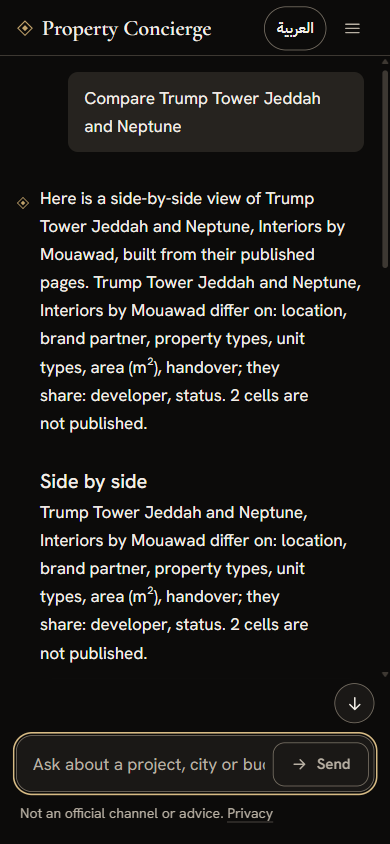 Property Concierge
العربية
Compare Trump Tower Jeddah
and Neptune
Here is a side-by-side view of Trump
Tower Jeddah and Neptune, Interiors by
Mouawad, built from their published
pages. Trump Tower Jeddah and Neptune,
Interiors by Mouawad differ on: location,
brand partner, property types, unit
types, area (m²), handover; they
share: developer, status. 2 cells are
not published.
Side by side
Trump Tower Jeddah and Neptune,
Interiors by Mouawad differ on: location,
brand partner, property types, unit
types, area (m²), handover; they
share: developer, status. 2 cells are
not published.
Ask about a project, city or bu
Send
Not an official channel or advice. Privacy